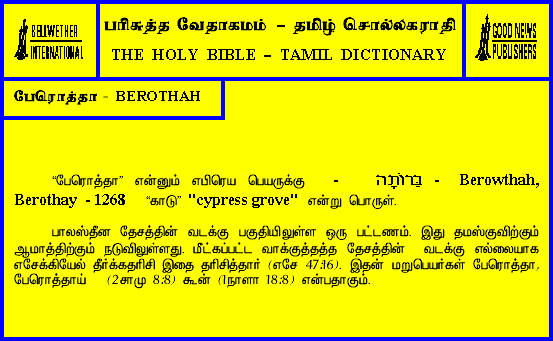 BELLWETHER
INTERNATIONAL
பரிசுத்த வேதாகமம் – தமிழ் சொல்லகராதி
THE HOLY BIBLE – TAMIL DICTIONARY
GOOD NEWS
PUBLISHERS
பேரொத்தா - BEROTHAH
“பேரொத்தா” என்னும் எபிரெய பெயருக்கு - בֵּרוֹתָה - Berowthah,
Berothay - 1268 “காடு” "cypress grove" என்று பொருள்.
பாலஸ்தீன தேசத்தின் வடக்கு பகுதியிலுள்ள ஒரு பட்டணம். இது தமஸ்குவிற்கும்
ஆமாத்திற்கும் நடுவிலுள்ளது. மீட்கப்பட்ட வாக்குத்தத்த தேசத்தின் வடக்கு எல்லையாக
எசேக்கியேல் தீர்க்கதரிசி இதை தரிசித்தார் (எசே 47:16). இதன் மறுபெயர்கள் பேரொத்தா,
பேரொத்தாய் (2சாமு 8:8) கூன் (1நாளா 18:8) என்பதாகும்.